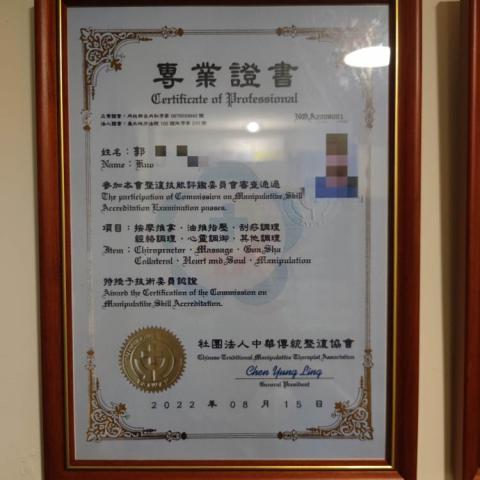 專業證書
Certificate of Professional
NO.A2208081
姓名：郭
Name：Kuo
參加本會整復技能評鑑委員會審查通過
The participation of Commission on Manipulative Skill
Accreditation Examination passes.
項目：按摩推拿，油推指壓，刮痧調理
經絡調理，心靈調御，其他調理
Item：Chiropractor，Massage，Gua Sha
Collateral，Heart and Soul，Manipulation
特授予技術委員認證
Award the Certification of the Commission on
Manipulative Skill Accreditation.
社團法人中華傳統整復協會
Chinese Traditional Manipulative Therapist Association
Chen Yung Ling
General President
2022 年 08 月 15 日